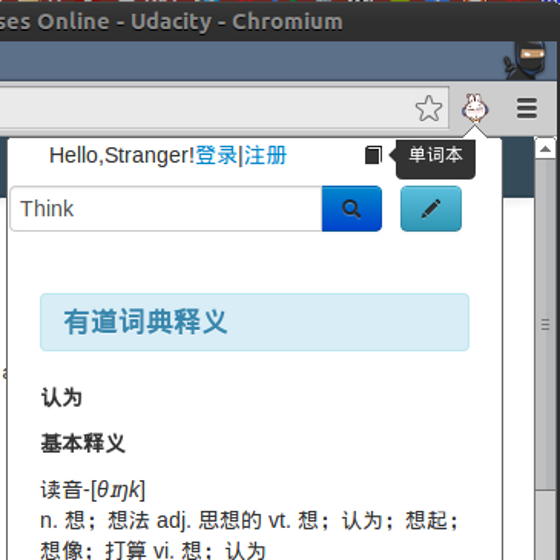 ses Online - Udacity - Chromium
Hello,Stranger!登录|注册
单词本
Think
有道词典释义
认为
基本释义
读音-[θɪŋk]
n. 想；想法 adj. 思想的 vt. 想；认为；想起；
想像；打算 vi. 想；认为